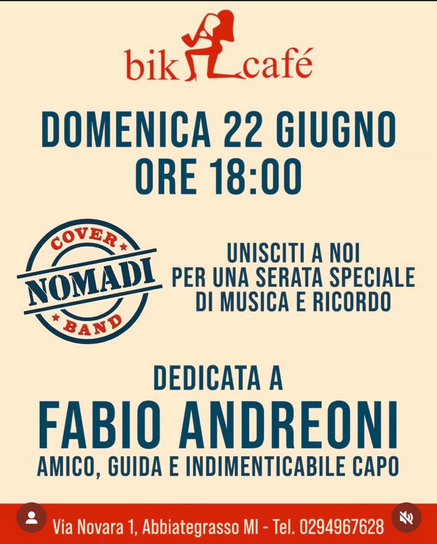 bik café
DOMENICA 22 GIUGNO
ORE 18:00
COVER
NOMADI
BAND
UNISCITI A NOI
PER UNA SERATA SPECIALE
DI MUSICA E RICORDO
DEDICATA A
FABIO ANDREONI
AMICO, GUIDA E INDIMENTICABILE CAPO
Via Novara 1, Abbiategrasso MI - Tel. 0294967628